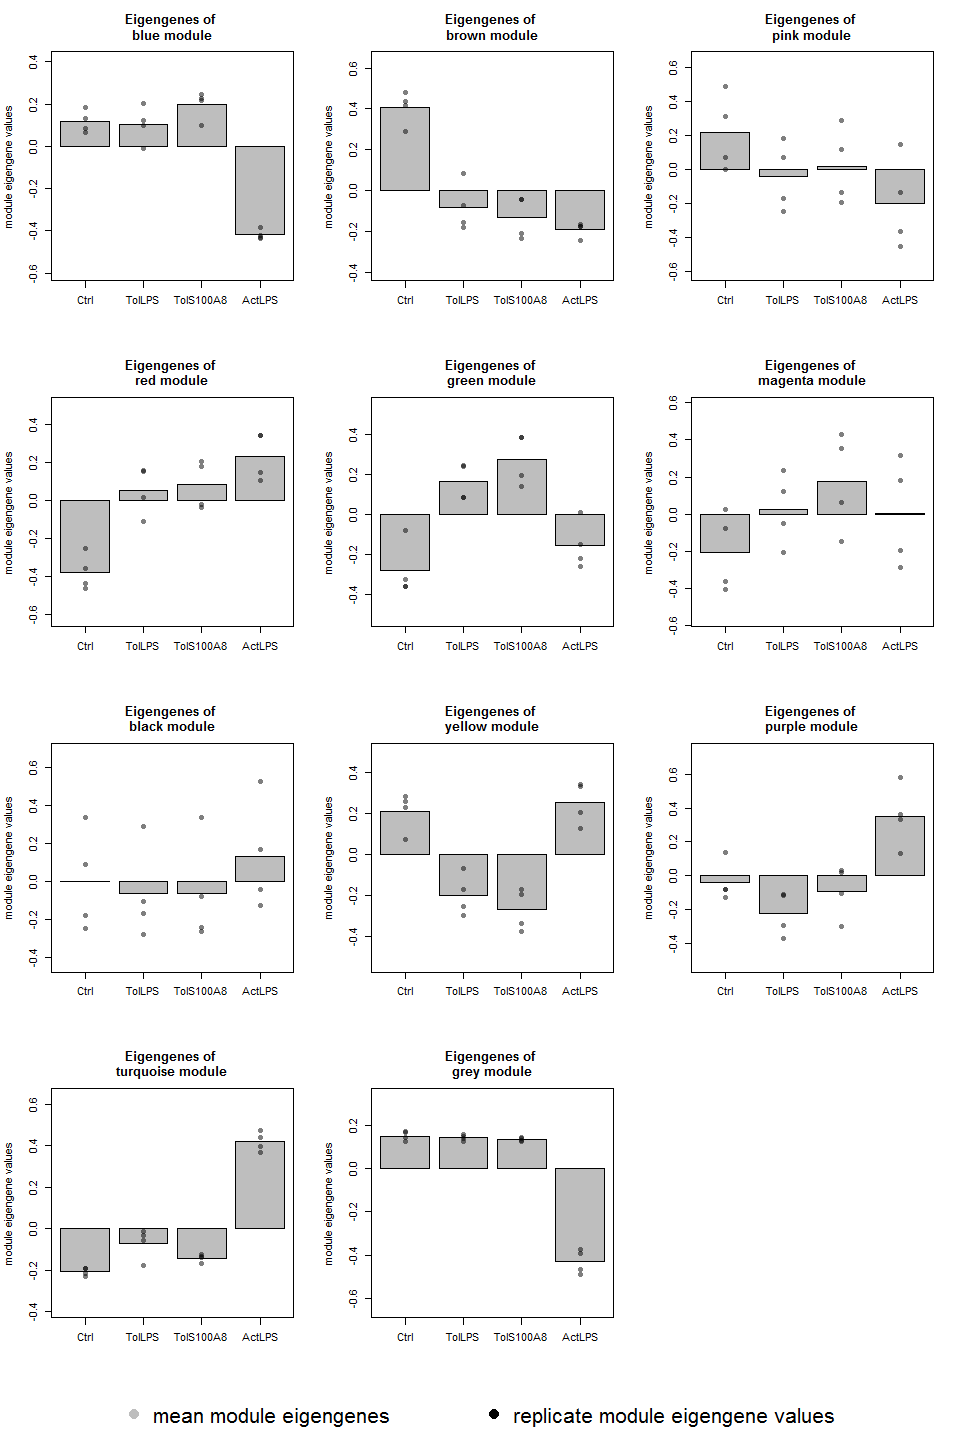 Eigengenes of
blue module
module eigengene values
0.4
0.2
0.0
-0.2
-0.4
-0.6
Ctrl TolLPS TolS100A8 ActLPS
Eigengenes of
brown module
module eigengene values
0.6
0.4
0.2
0.0
-0.2
-0.4
Ctrl TolLPS TolS100A8 ActLPS
Eigengenes of
pink module
module eigengene values
0.6
0.4
0.2
0.0
-0.2
-0.4
-0.6
Ctrl TolLPS TolS100A8 ActLPS
Eigengenes of
red module
module eigengene values
0.4
0.2
0.0
-0.2
-0.4
-0.6
Ctrl TolLPS TolS100A8 ActLPS
Eigengenes of
green module
module eigengene values
0.4
0.2
0.0
-0.2
-0.4
Ctrl TolLPS TolS100A8 ActLPS
Eigengenes of
magenta module
module eigengene values
0.6
0.4
0.2
0.0
-0.2
-0.4
-0.6
Ctrl TolLPS TolS100A8 ActLPS
Eigengenes of
black module
module eigengene values
0.6
0.4
0.2
0.0
-0.2
-0.4
Ctrl TolLPS TolS100A8 ActLPS
Eigengenes of
yellow module
module eigengene values
0.4
0.2
0.0
-0.2
-0.4
Ctrl TolLPS TolS100A8 ActLPS
Eigengenes of
purple module
module eigengene values
0.6
0.4
0.2
0.0
-0.2
-0.4
Ctrl TolLPS TolS100A8 ActLPS
Eigengenes of
turquoise module
module eigengene values
0.6
0.4
0.2
0.0
-0.2
-0.4
Ctrl TolLPS TolS100A8 ActLPS
Eigengenes of
grey module
module eigengene values
0.2
0.0
-0.2
-0.4
-0.6
Ctrl TolLPS TolS100A8 ActLPS
mean module eigengenes
replicate module eigengene values